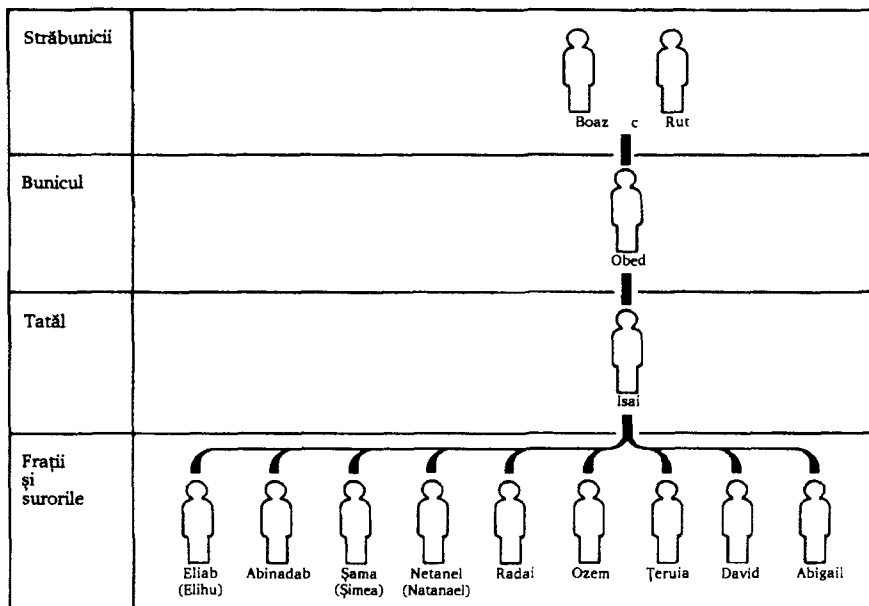 Străbunicii
Boaz c Rut
Bunicul
Obed
Tatăl
Isai
Frații
și
surorile
Eliab Abinadab Șama Netanel Radai Ozem Țeruia David Abigail
(Elihu) (Șimea) (Natanael)